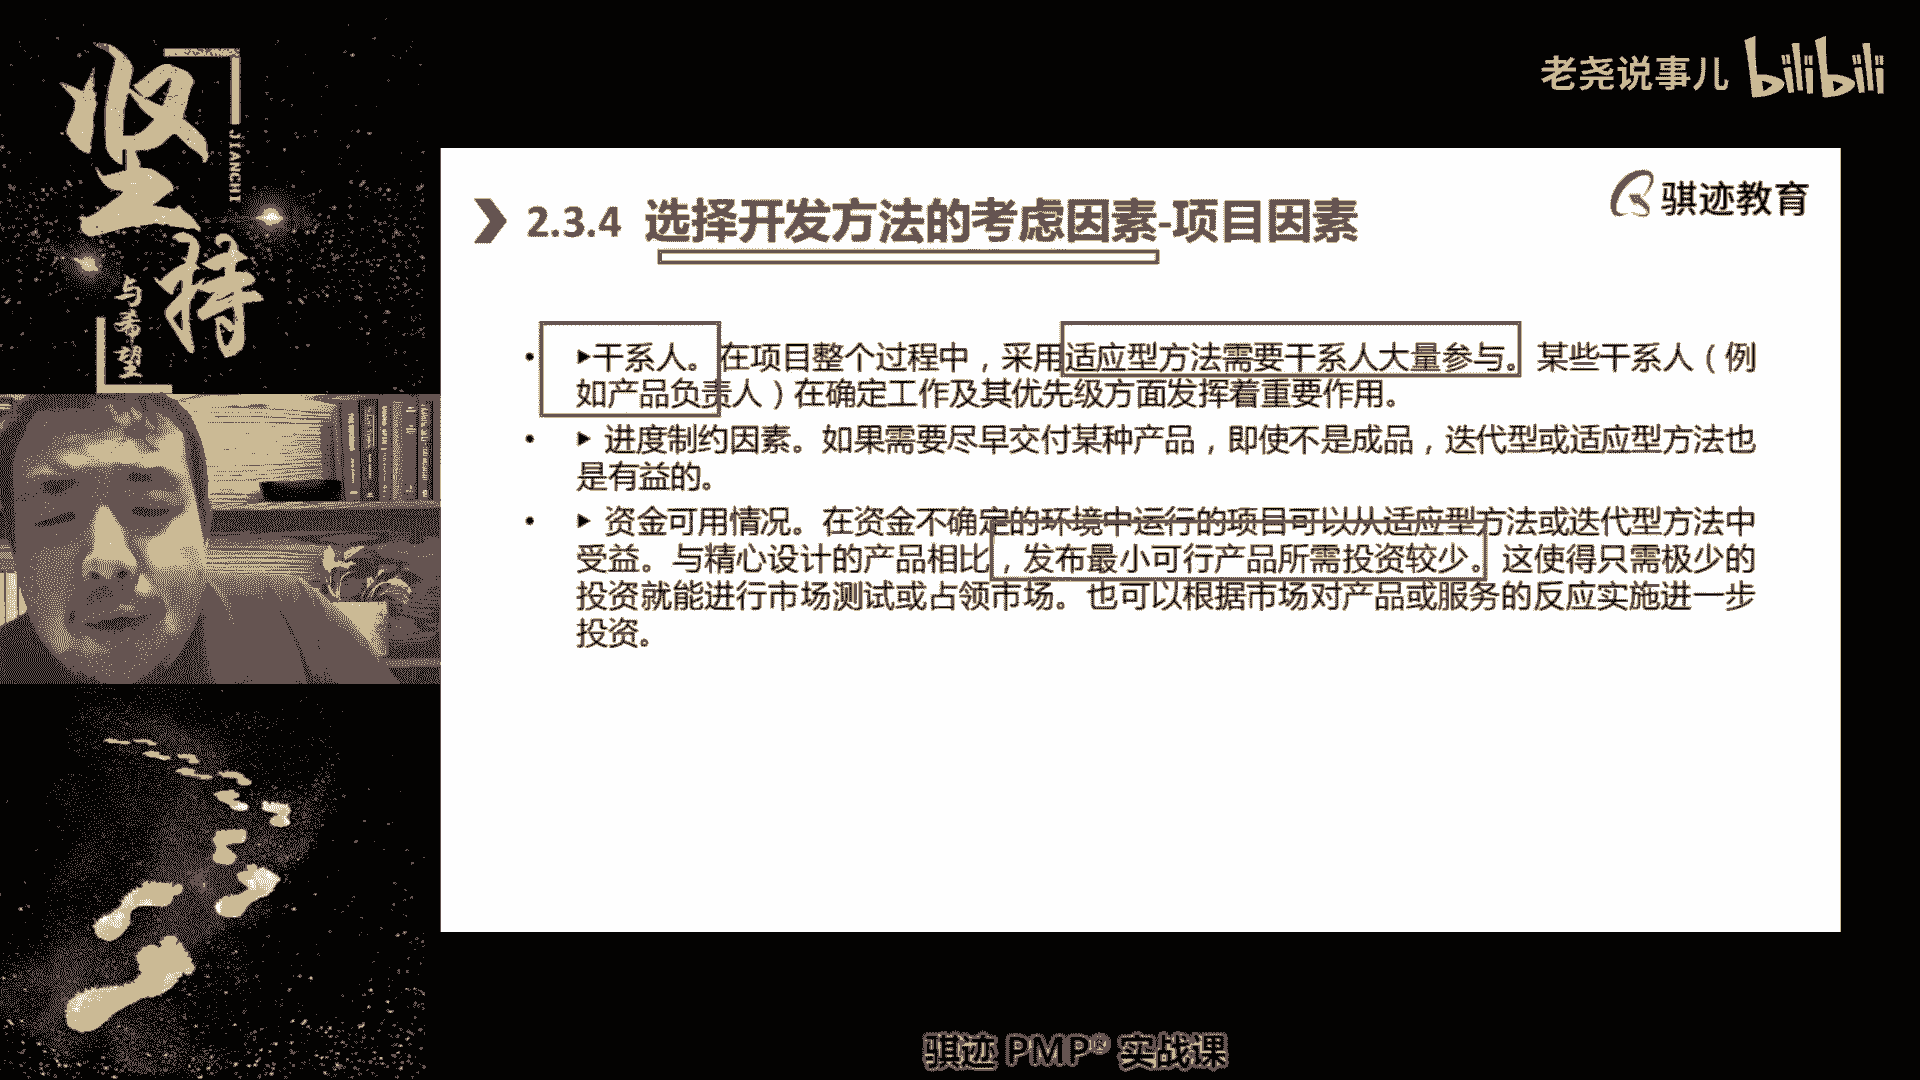 坚持
JIANCHI
与希望
老尧说事儿 bilibili
骐迹教育
2.3.4 选择开发方法的考虑因素-项目因素
• ▶干系人。在项目整个过程中，采用适应型方法需要干系人大量参与。某些干系人（例
如产品负责人）在确定工作及其优先级方面发挥着重要作用。
• ▶ 进度制约因素。如果需要尽早交付某种产品，即使不是成品，迭代型或适应型方法也
是有益的。
• ▶ 资金可用情况。在资金不确定的环境中运行的项目可以从适应型方法或迭代型方法中
受益。与精心设计的产品相比，发布最小可行产品所需投资较少。这使得只需极少的
投资就能进行市场测试或占领市场。也可以根据市场对产品或服务的反应实施进一步
投资。
骐迹 PMP® 实战课